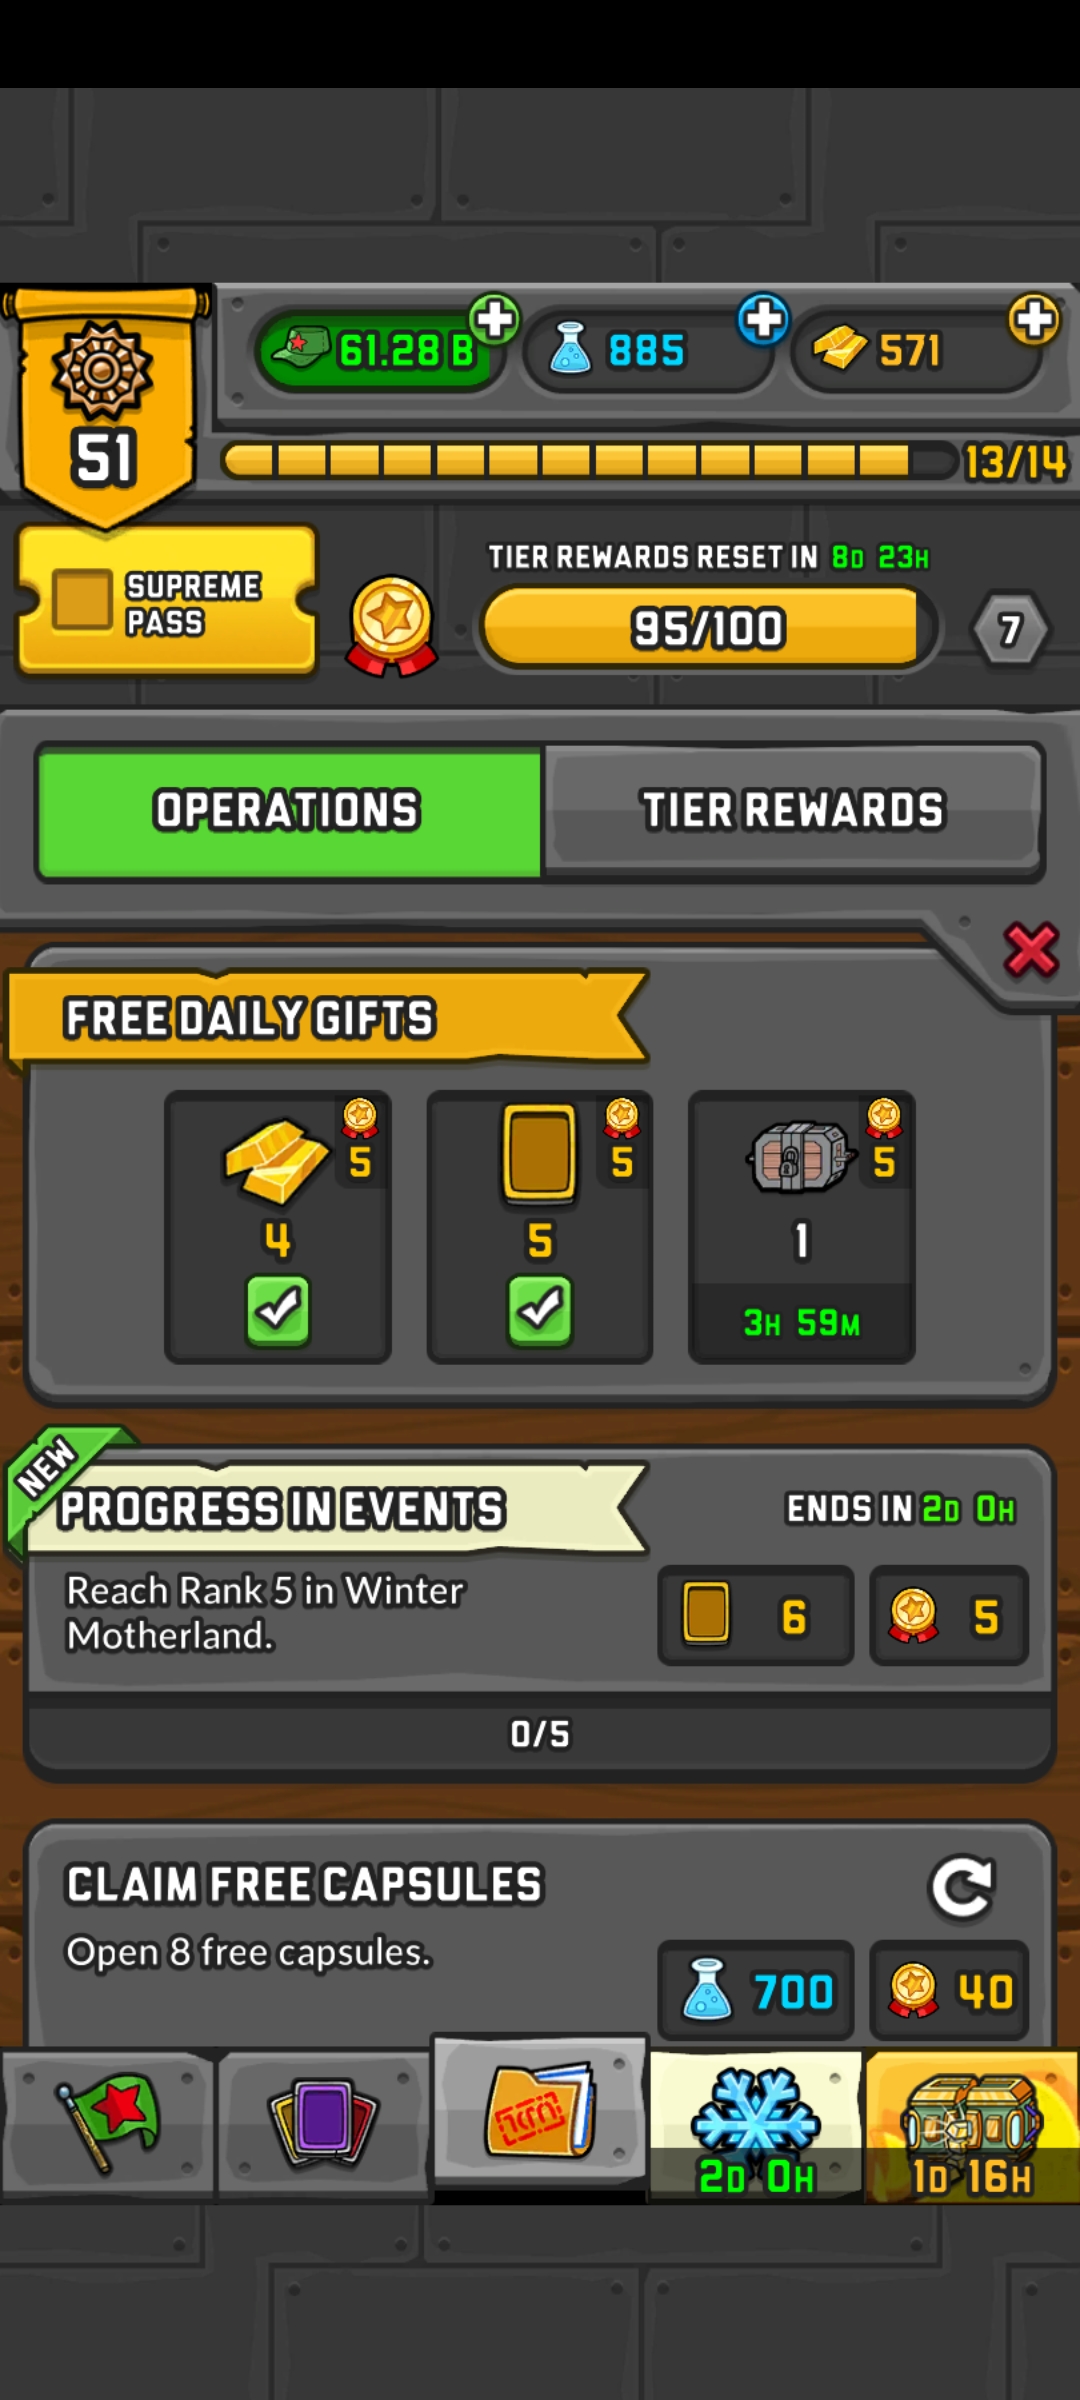 61.28 B
885
571
51
13/14
SUPREME
PASS
TIER REWARDS RESET IN 8D 23H
95/100
7
OPERATIONS
TIER REWARDS
FREE DAILY GIFTS
5
5
5
4
5
1
3H 59M
NEW
PROGRESS IN EVENTS
ENDS IN 2D 0H
Reach Rank 5 in Winter
Motherland.
6
5
0/5
CLAIM FREE CAPSULES
Open 8 free capsules.
700
40
2D 0H
1D 16H